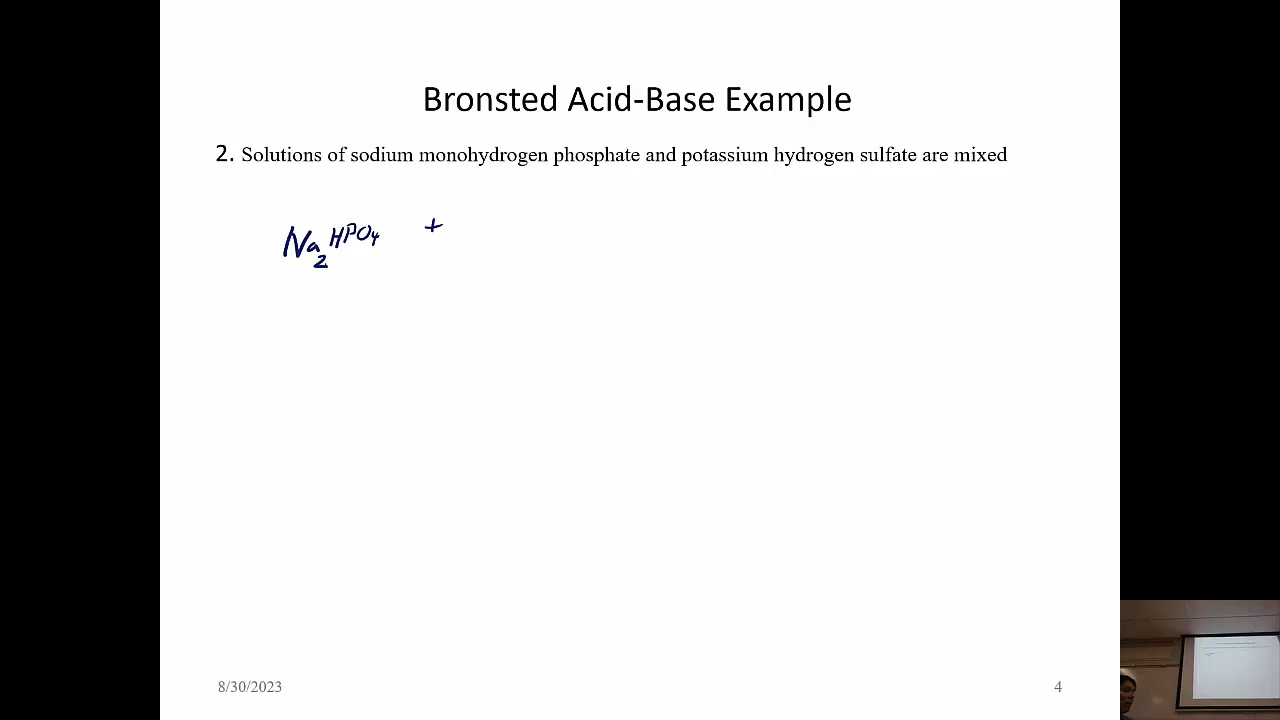 Bronsted Acid-Base Example
2. Solutions of sodium monohydrogen phosphate and potassium hydrogen sulfate are mixed
Na2HPO4 +
8/30/2023
4